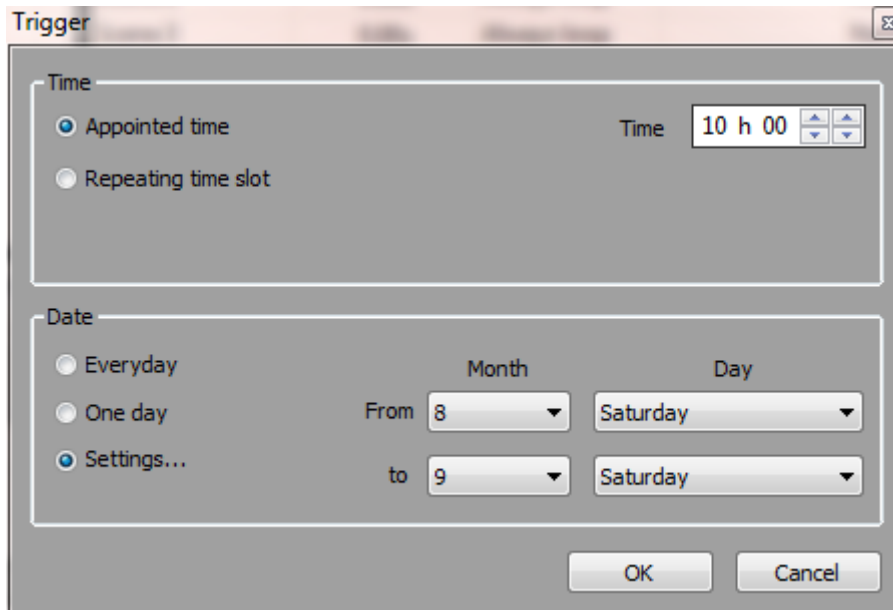 Trigger
Time
Appointed time
Time 10 h 00
Repeating time slot
Date
Everyday
Month Day
One day
From 8 Saturday
Settings...
to 9 Saturday
OK Cancel